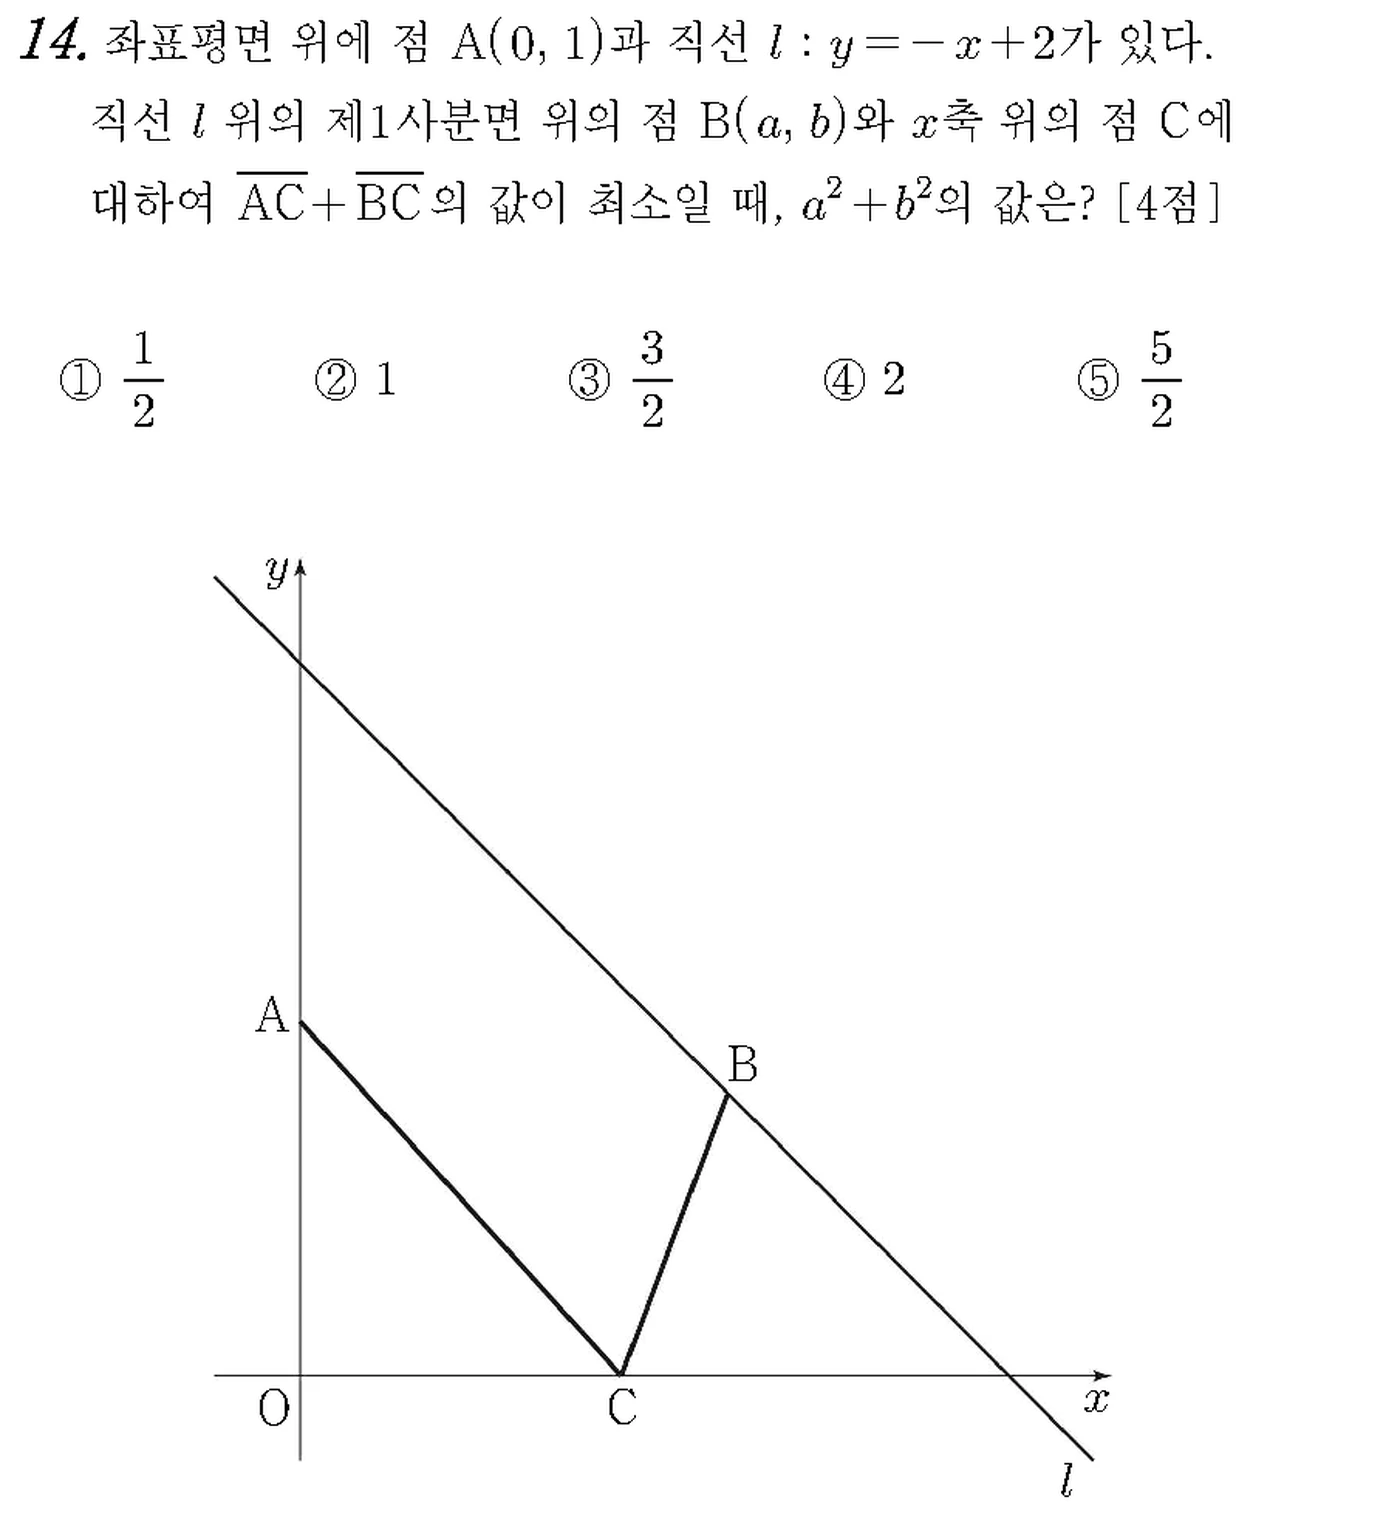 14. 좌표평면 위에 점 A(0, 1)과 직선 l : y = −x + 2가 있다.
직선 l 위의 제1사분면 위의 점 B(a, b)와 x축 위의 점 C에
대하여 A̅C̅ + B̅C̅의 값이 최소일 때, a² + b²의 값은? [4점]
① 1/2 ② 1 ③ 3/2 ④ 2 ⑤ 5/2
y
A
B
O C x
l